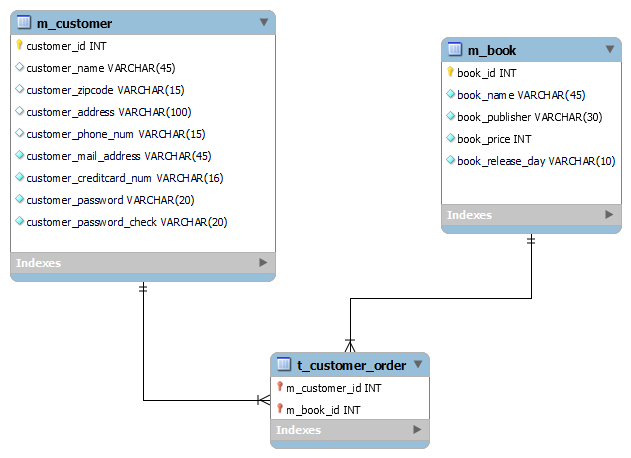 m_customer
customer_id INT
customer_name VARCHAR(45)
customer_zipcode VARCHAR(15)
customer_address VARCHAR(100)
customer_phone_num VARCHAR(15)
customer_mail_address VARCHAR(45)
customer_creditcard_num VARCHAR(16)
customer_password VARCHAR(20)
customer_password_check VARCHAR(20)
Indexes
m_book
book_id INT
book_name VARCHAR(45)
book_publisher VARCHAR(30)
book_price INT
book_release_day VARCHAR(10)
Indexes
t_customer_order
m_customer_id INT
m_book_id INT
Indexes